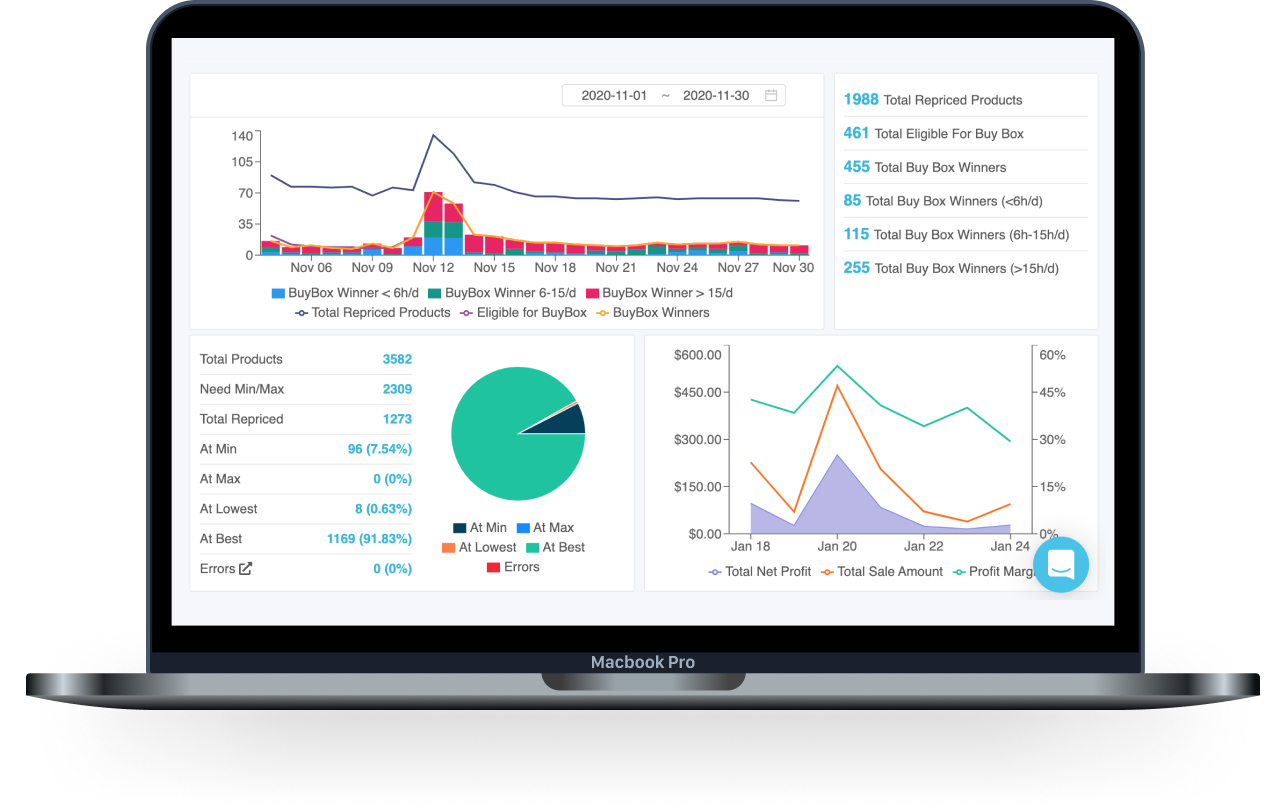 2020-11-01 ~ 2020-11-30
140
105
70
35
0
Nov 06 Nov 09 Nov 12 Nov 15 Nov 18 Nov 21 Nov 24 Nov 27 Nov 30
BuyBox Winner < 6h/d BuyBox Winner 6-15/d BuyBox Winner > 15/d
Total Repriced Products Eligible for BuyBox BuyBox Winners
1988 Total Repriced Products
461 Total Eligible For Buy Box
455 Total Buy Box Winners
85 Total Buy Box Winners (<6h/d)
115 Total Buy Box Winners (6h-15h/d)
255 Total Buy Box Winners (>15h/d)
Total Products 3582
Need Min/Max 2309
Total Repriced 1273
At Min 96 (7.54%)
At Max 0 (0%)
At Lowest 8 (0.63%)
At Best 1169 (91.83%)
Errors 0 (0%)
At Min At Max
At Lowest At Best
Errors
$600.00 60%
$450.00 45%
$300.00 30%
$150.00 15%
$0.00 0%
Jan 18 Jan 20 Jan 22 Jan 24
Total Net Profit Total Sale Amount Profit Marg
Macbook Pro